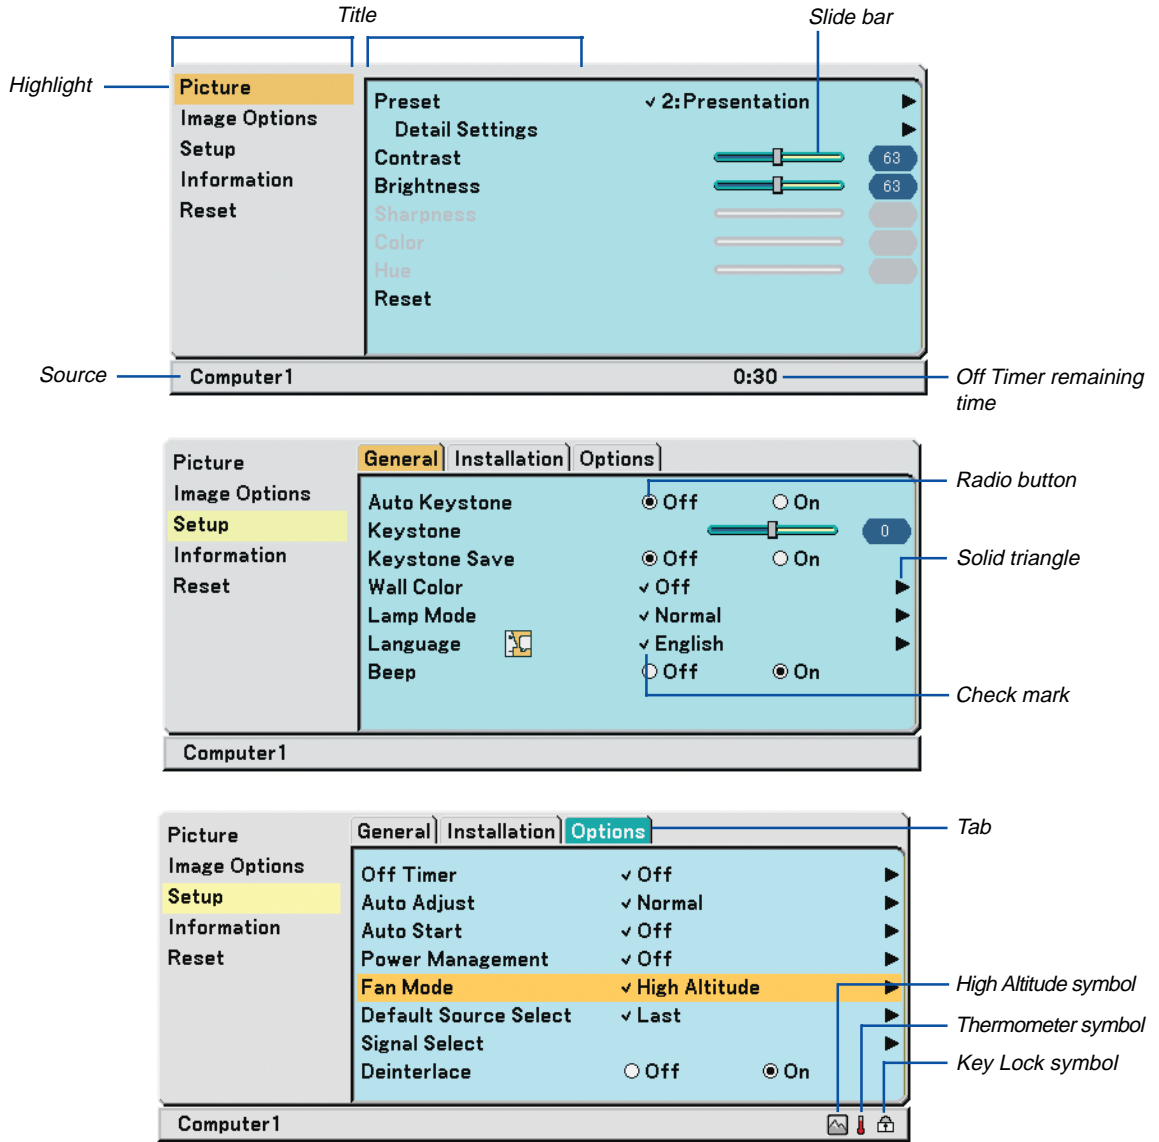 Title
Slide bar
Highlight
Picture
Image Options
Setup
Information
Reset
Preset ✓ 2:Presentation ▶
Detail Settings ▶
Contrast 63
Brightness 63
Sharpness
Color
Hue
Reset
Source
Computer1 0:30
Off Timer remaining
time
Picture
Image Options
Setup
Information
Reset
General Installation Options
Auto Keystone Off On
Keystone 0
Keystone Save Off On
Wall Color ✓ Off ▶
Lamp Mode ✓ Normal ▶
Language ✓ English ▶
Beep Off On
Computer1
Radio button
Solid triangle
Check mark
Picture
Image Options
Setup
Information
Reset
General Installation Options
Off Timer ✓ Off ▶
Auto Adjust ✓ Normal ▶
Auto Start ✓ Off ▶
Power Management ✓ Off ▶
Fan Mode ✓ High Altitude ▶
Default Source Select ✓ Last ▶
Signal Select ▶
Deinterlace Off On
Computer1
Tab
High Altitude symbol
Thermometer symbol
Key Lock symbol